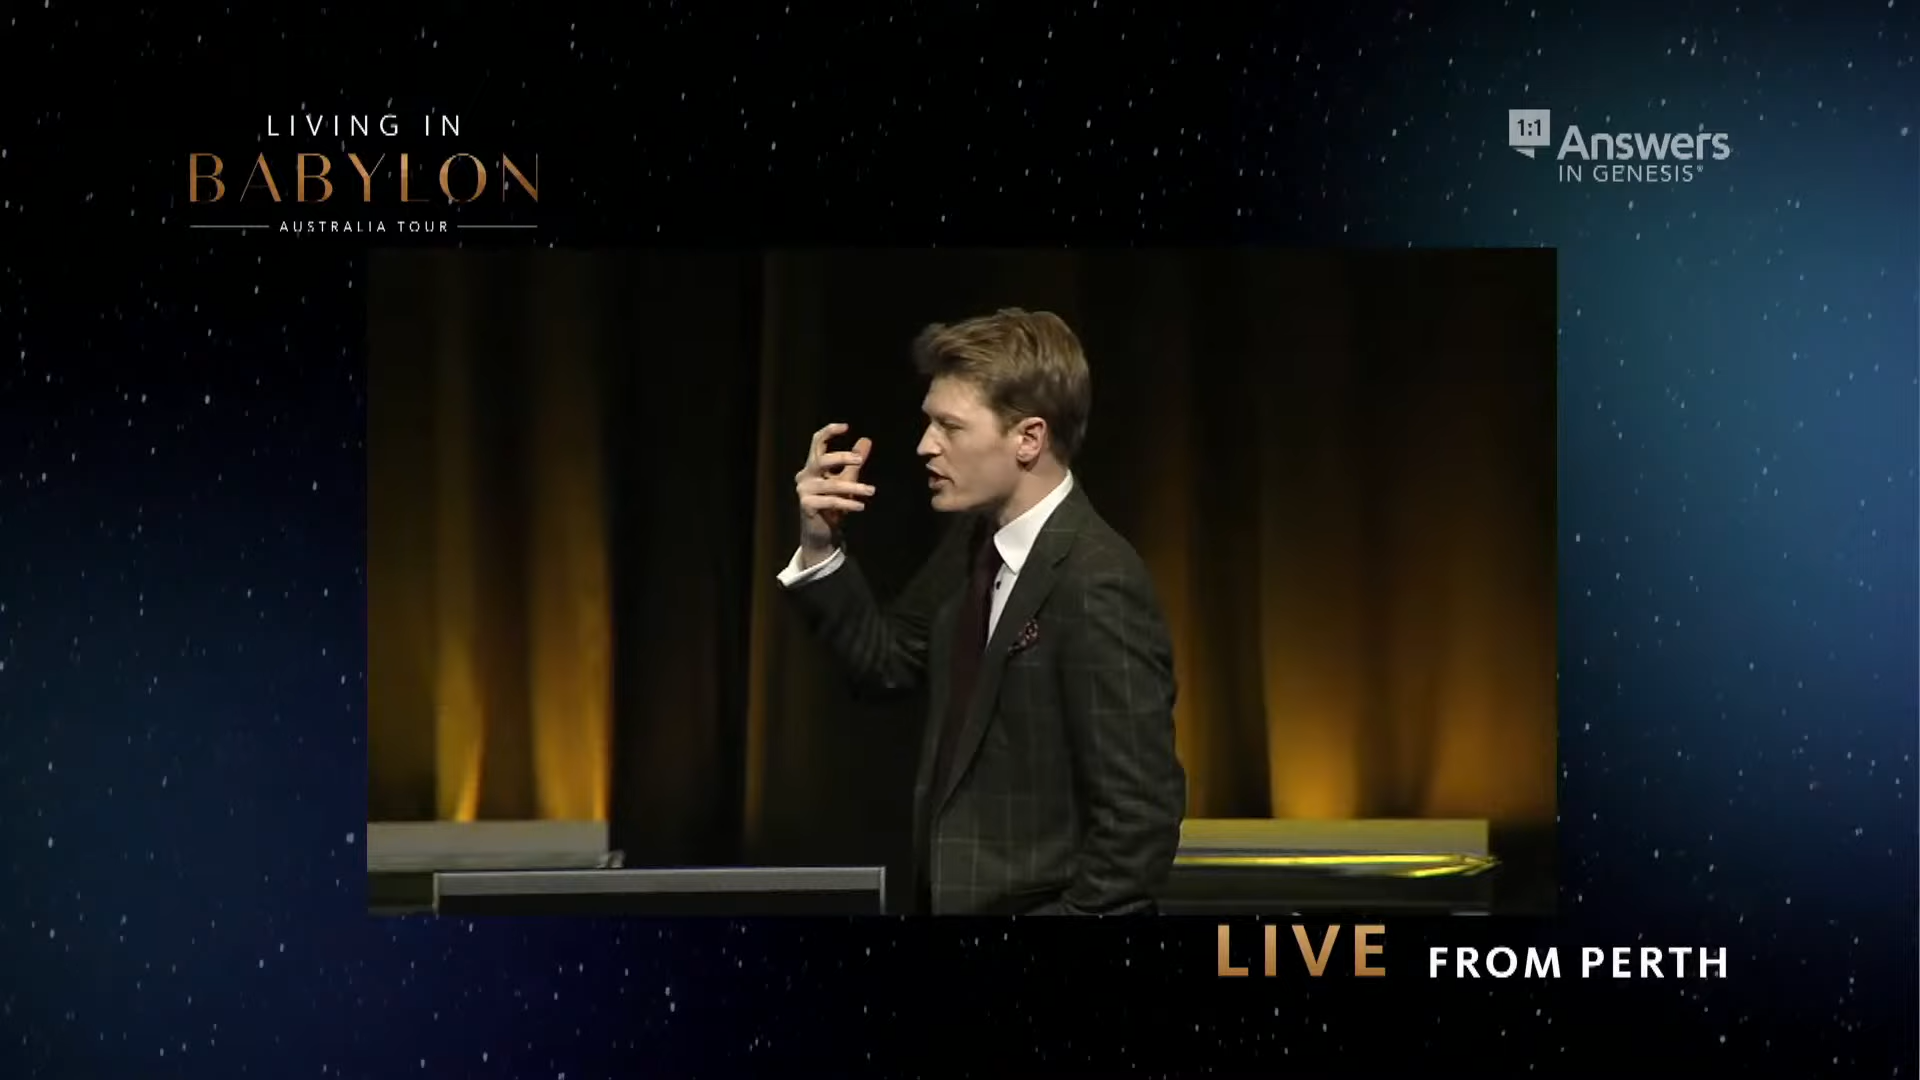 LIVING IN
BABYLON
AUSTRALIA TOUR
1:1
Answers
IN GENESIS®
LIVE FROM PERTH